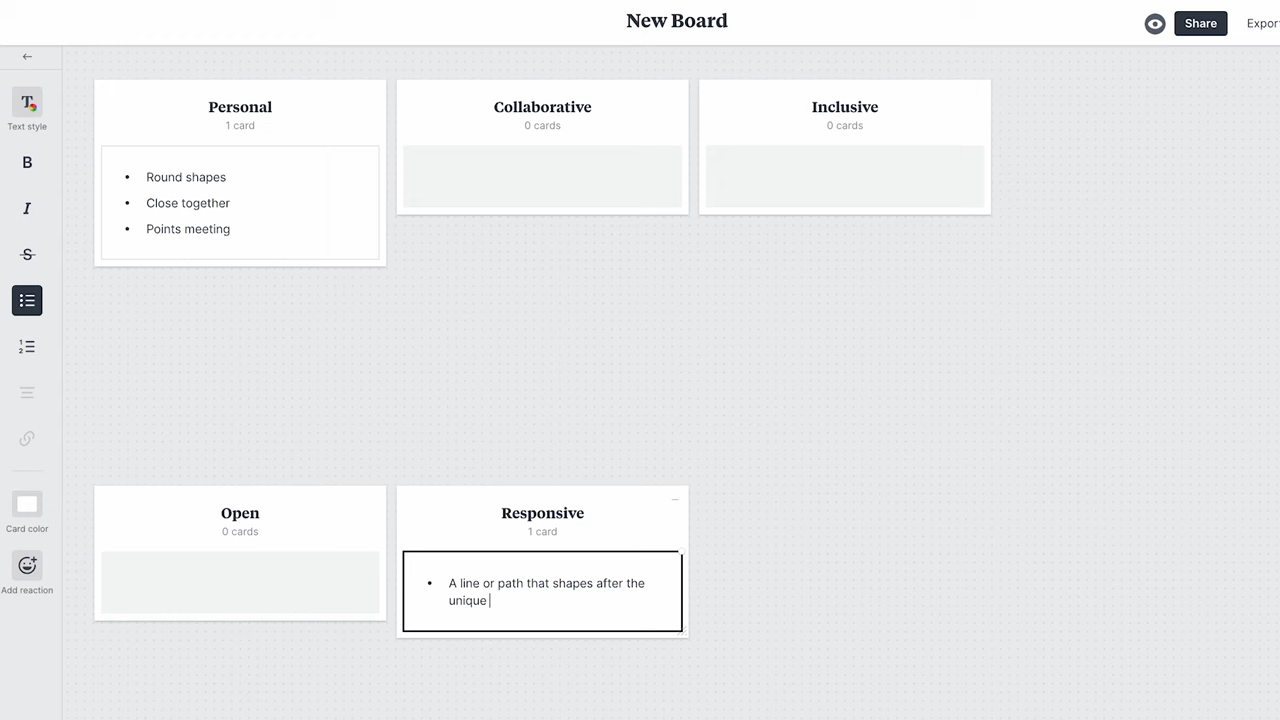 New Board
Share
Expor
Text style
B
I
S
Card color
Add reaction
Personal
1 card
• Round shapes
• Close together
• Points meeting
Collaborative
0 cards
Inclusive
0 cards
Open
0 cards
Responsive
1 card
• A line or path that shapes after the
unique